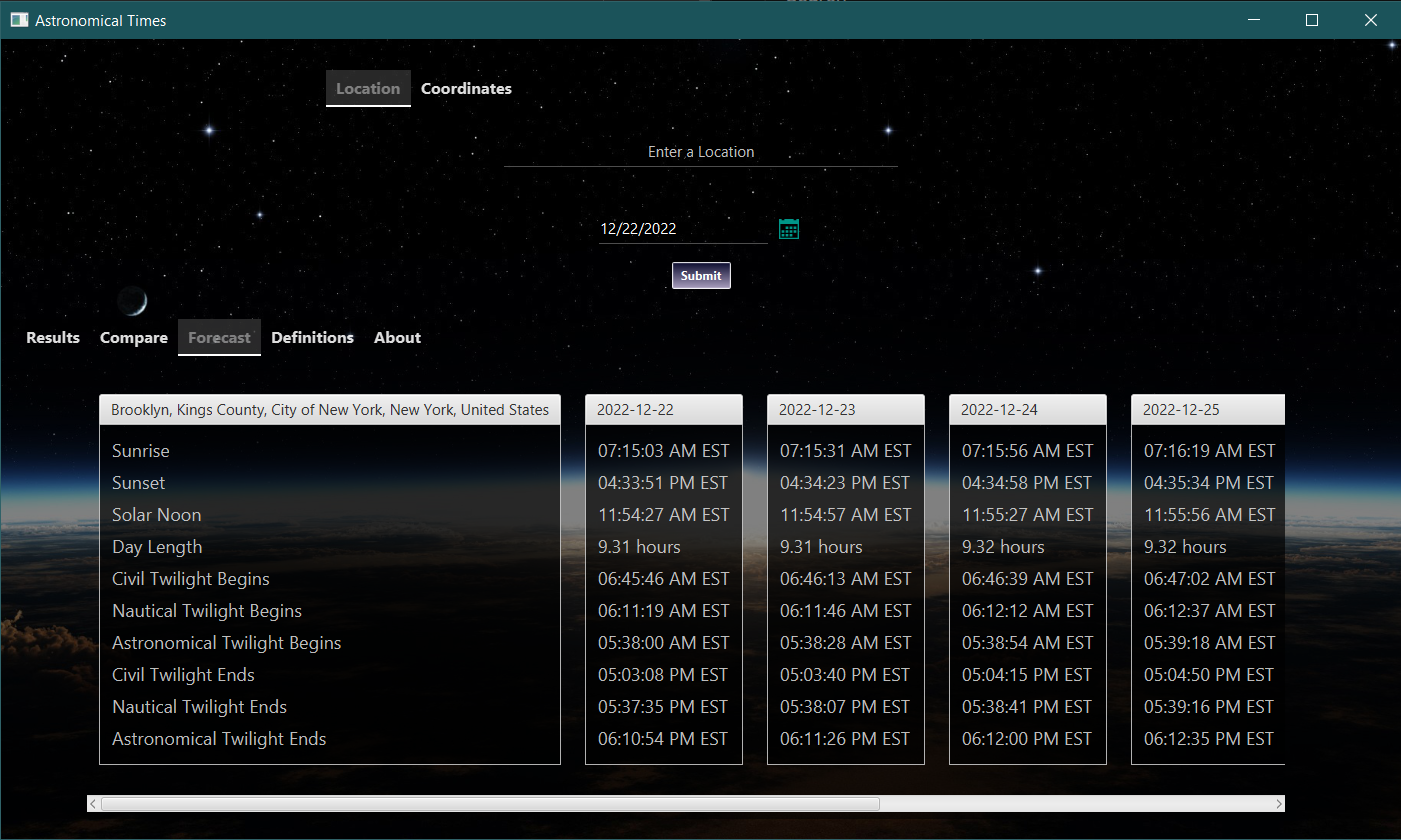 Astronomical Times
Location Coordinates
Enter a Location
12/22/2022
Submit
Results Compare Forecast Definitions About
Brooklyn, Kings County, City of New York, New York, United States 2022-12-22 2022-12-23 2022-12-24 2022-12-25
Sunrise 07:15:03 AM EST 07:15:31 AM EST 07:15:56 AM EST 07:16:19 AM EST
Sunset 04:33:51 PM EST 04:34:23 PM EST 04:34:58 PM EST 04:35:34 PM EST
Solar Noon 11:54:27 AM EST 11:54:57 AM EST 11:55:27 AM EST 11:55:56 AM EST
Day Length 9.31 hours 9.31 hours 9.32 hours 9.32 hours
Civil Twilight Begins 06:45:46 AM EST 06:46:13 AM EST 06:46:39 AM EST 06:47:02 AM EST
Nautical Twilight Begins 06:11:19 AM EST 06:11:46 AM EST 06:12:12 AM EST 06:12:37 AM EST
Astronomical Twilight Begins 05:38:00 AM EST 05:38:28 AM EST 05:38:54 AM EST 05:39:18 AM EST
Civil Twilight Ends 05:03:08 PM EST 05:03:40 PM EST 05:04:15 PM EST 05:04:50 PM EST
Nautical Twilight Ends 05:37:35 PM EST 05:38:07 PM EST 05:38:41 PM EST 05:39:16 PM EST
Astronomical Twilight Ends 06:10:54 PM EST 06:11:26 PM EST 06:12:00 PM EST 06:12:35 PM EST